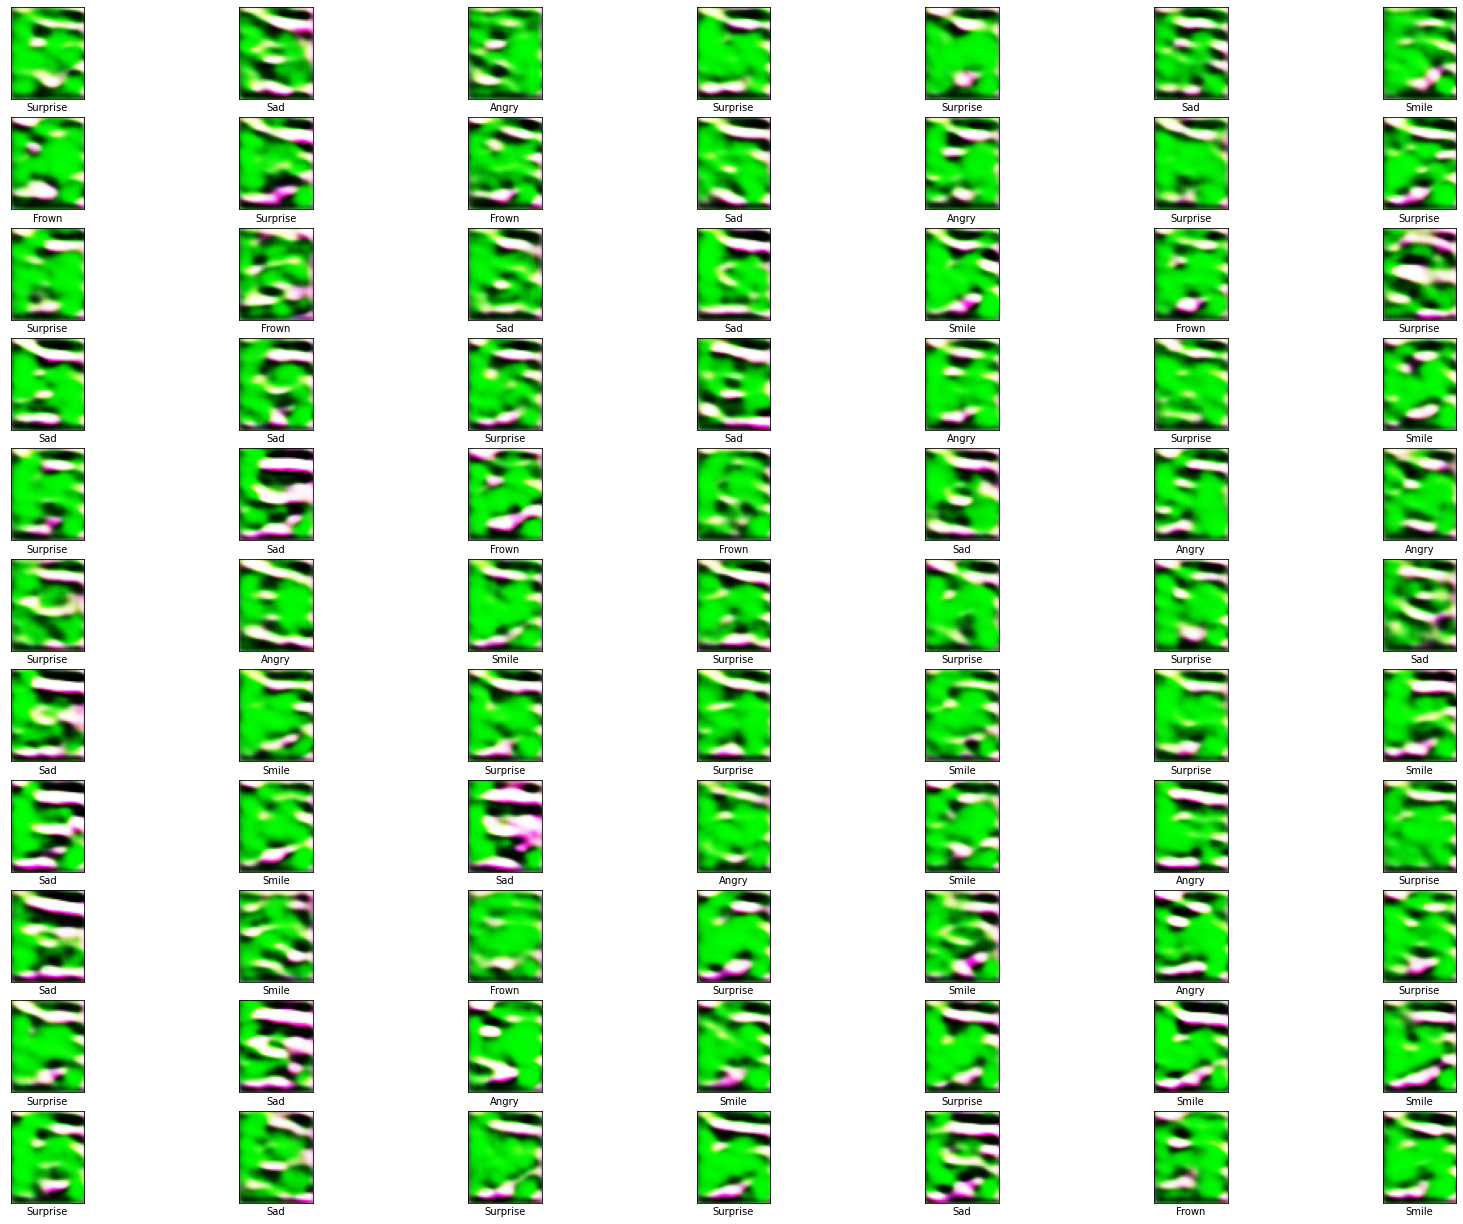 Surprise Sad Angry Surprise Surprise Sad Smile
Frown Surprise Frown Sad Angry Surprise Surprise
Surprise Frown Sad Sad Smile Frown Surprise
Sad Sad Surprise Sad Angry Surprise Smile
Surprise Sad Frown Frown Sad Angry Angry
Surprise Angry Smile Surprise Surprise Surprise Sad
Sad Smile Surprise Surprise Smile Surprise Smile
Sad Smile Sad Angry Smile Angry Surprise
Sad Smile Frown Surprise Smile Angry Surprise
Surprise Sad Angry Smile Surprise Smile Smile
Surprise Sad Surprise Surprise Sad Frown Smile